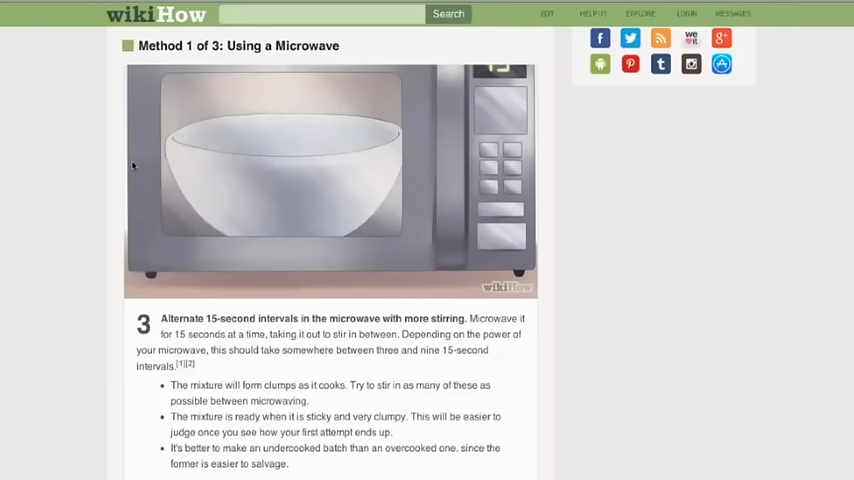 wikiHow
Search
EDIT
HELP US
EXPLORE
LOGIN
MESSAGES
Method 1 of 3: Using a Microwave
we
it
g+
t
15
wikiHow
3 Alternate 15-second intervals in the microwave with more stirring. Microwave it
for 15 seconds at a time, taking it out to stir in between. Depending on the power of
your microwave, this should take somewhere between three and nine 15-second
intervals.[1][2]
• The mixture will form clumps as it cooks. Try to stir in as many of these as
possible between microwaving.
• The mixture is ready when it is sticky and very clumpy. This will be easier to
judge once you see how your first attempt ends up.
• It's better to make an undercooked batch than an overcooked one, since the
former is easier to salvage.